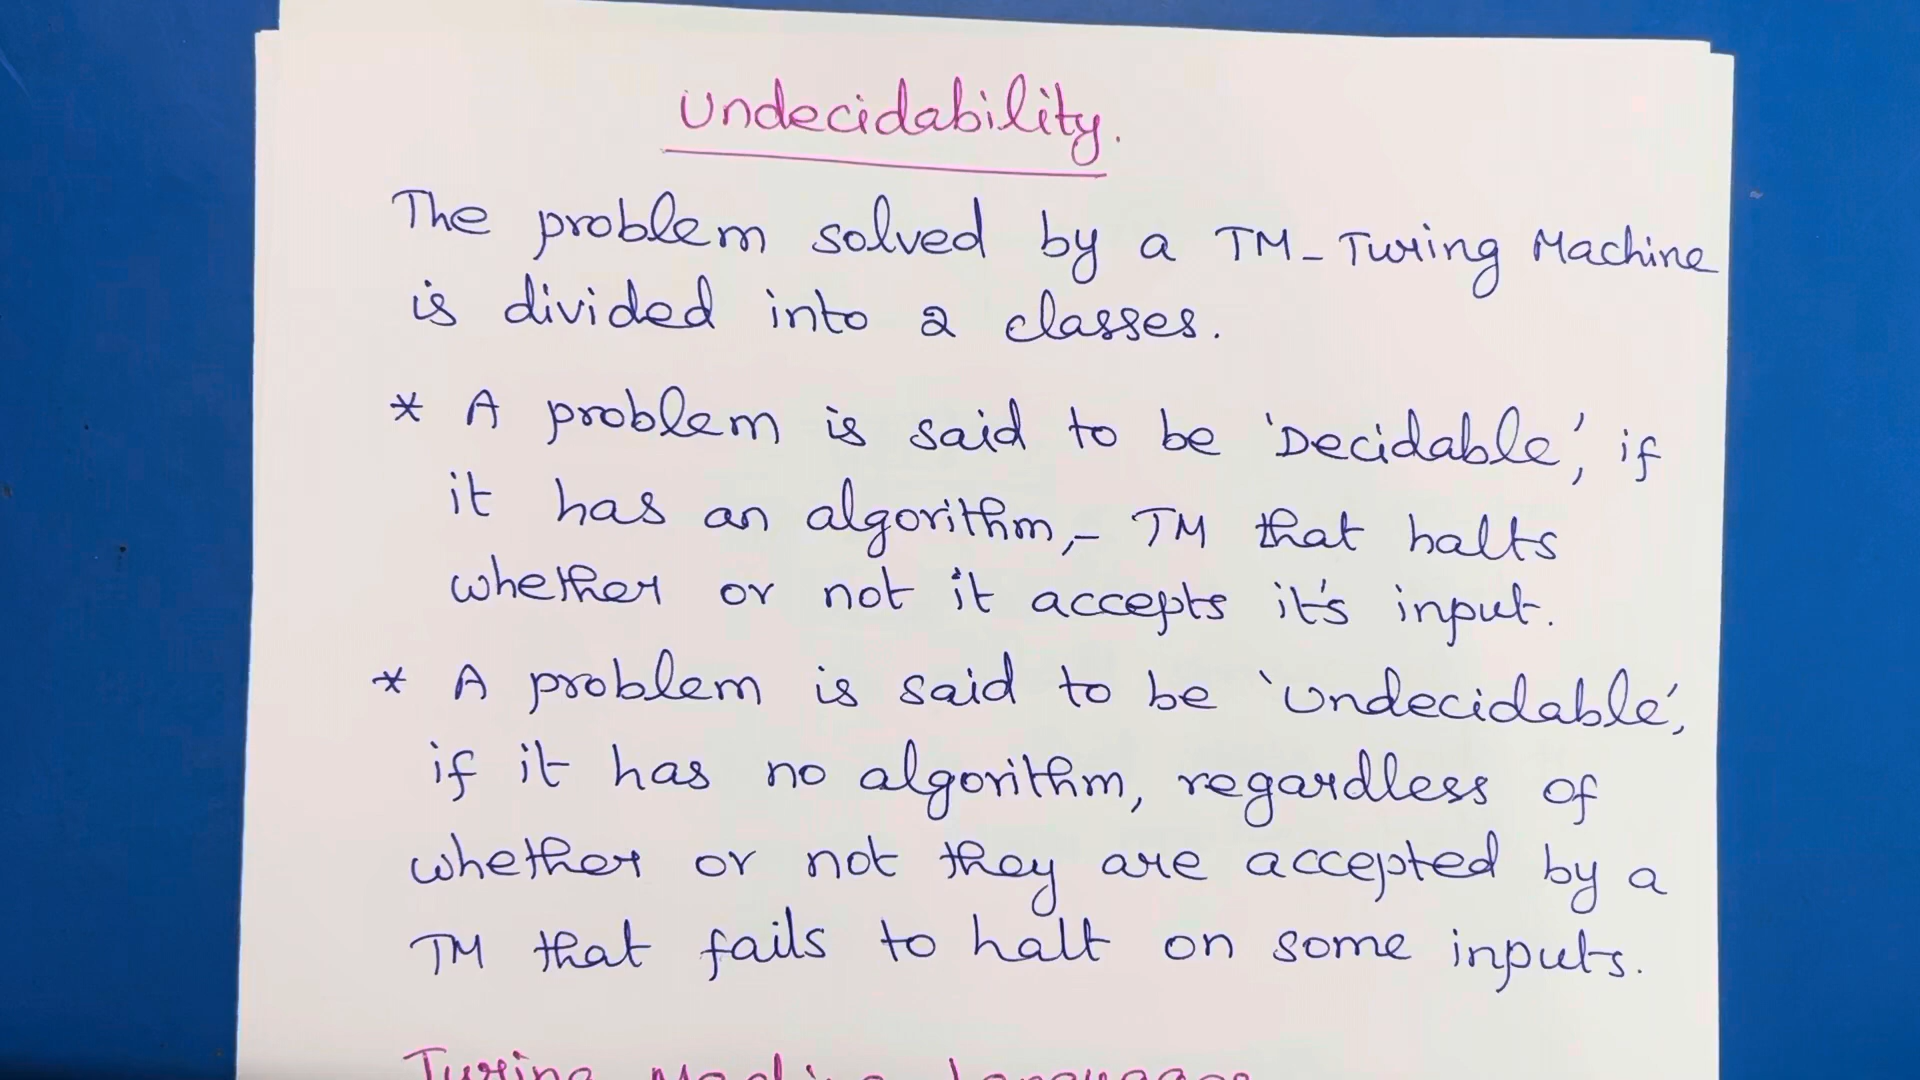 Undecidability.
The problem solved by a TM - Turing Machine
is divided into 2 classes.
* A problem is said to be 'Decidable', if
it has an algorithm, - TM that halts
whether or not it accepts it's input.
* A problem is said to be 'Undecidable',
if it has no algorithm, regardless of
whether or not they are accepted by a
TM that fails to halt on some inputs.
Turing Machine Languages